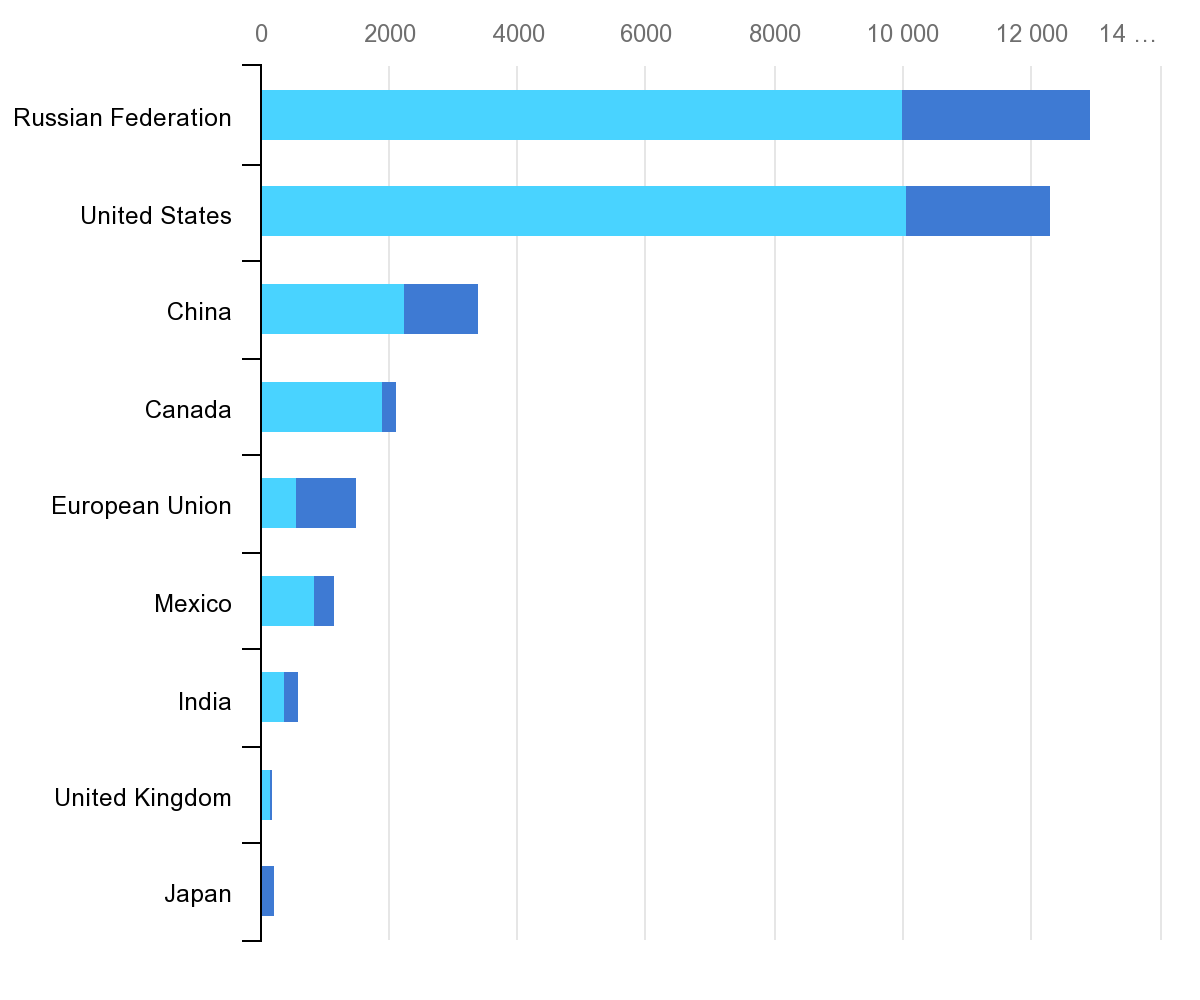 0 2000 4000 6000 8000 10 000 12 000 14 ...
Russian Federation
United States
China
Canada
European Union
Mexico
India
United Kingdom
Japan